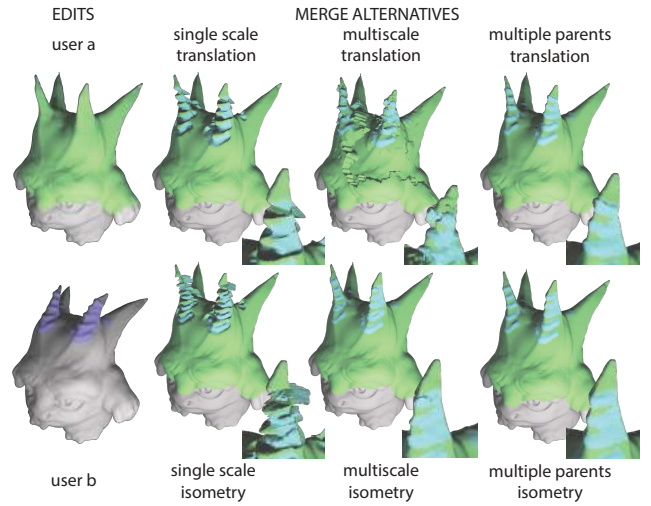 EDITS
MERGE ALTERNATIVES
user a
single scale
translation
multiscale
translation
multiple parents
translation
user b
single scale
isometry
multiscale
isometry
multiple parents
isometry